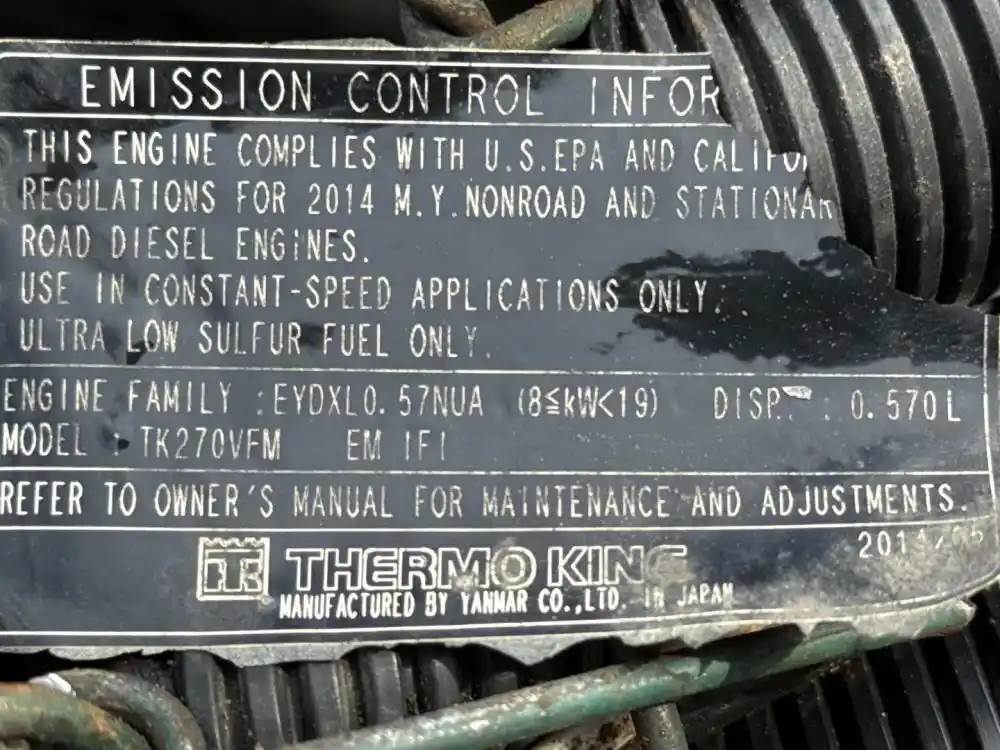 EMISSION CONTROL INFOR
THIS ENGINE COMPLIES WITH U.S.EPA AND CALIFO
REGULATIONS FOR 2014 M.Y.NONROAD AND STATIONAR
ROAD DIESEL ENGINES.
USE IN CONSTANT-SPEED APPLICATIONS ONLY.
ULTRA LOW SULFUR FUEL ONLY.
ENGINE FAMILY :EYDXL0.57NUA (8≦kW<19) DISP. : 0.570L
MODEL : TK270VFM EM IFI
REFER TO OWNER'S MANUAL FOR MAINTENANCE AND ADJUSTMENTS.
TK THERMO KING
MANUFACTURED BY YANMAR CO.,LTD. IN JAPAN